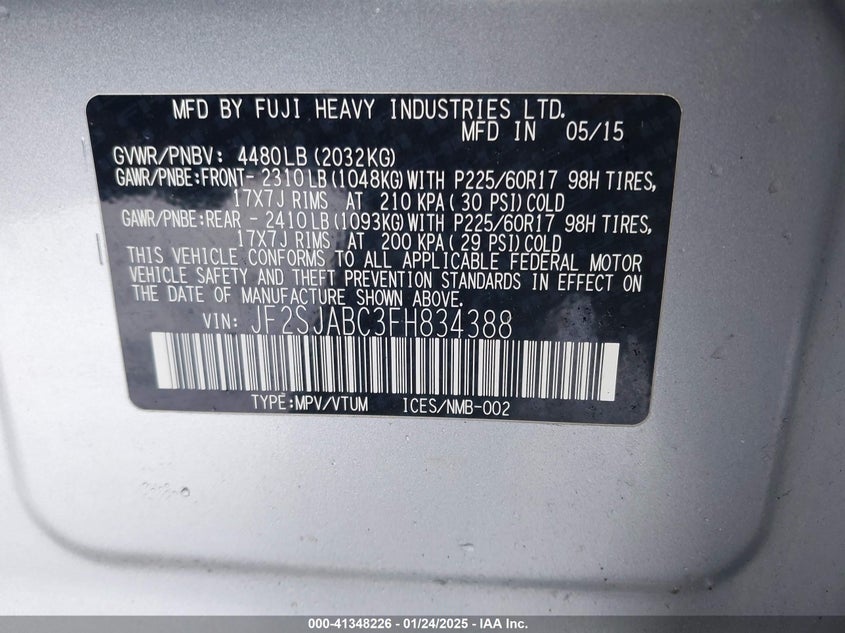 MFD BY FUJI HEAVY INDUSTRIES LTD.
MFD IN 05/15
GVWR/PNBV: 4480LB(2032KG)
GAWR/PNBE:FRONT- 2310LB(1048KG)WITH P225/60R17 98H TIRES,
17X7J RIMS AT 210 KPA( 30 PSI)COLD
GAWR/PNBE:REAR - 2410LB(1093KG)WITH P225/60R17 98H TIRES,
17X7J RIMS AT 200 KPA( 29 PSI)COLD
THIS VEHICLE CONFORMS TO ALL APPLICABLE FEDERAL MOTOR
VEHICLE SAFETY AND THEFT PREVENTION STANDARDS IN EFFECT ON
THE DATE OF MANUFACTURE SHOWN ABOVE.
VIN: JF2SJABC3FH834388
TYPE:MPV/VTUM ICES/NMB-002
000-41348226 - 01/24/2025 - IAA Inc.